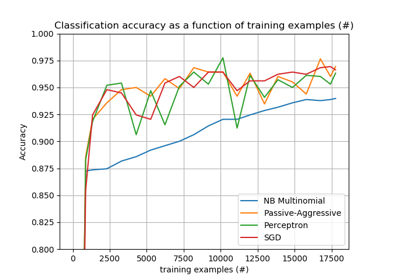 Classification accuracy as a function of training examples (#)
1.000
0.975
0.950
0.925
0.900
0.875
0.850
0.825
0.800
Accuracy
NB Multinomial
Passive-Aggressive
Perceptron
SGD
0 2500 5000 7500 10000 12500 15000 17500
training examples (#)